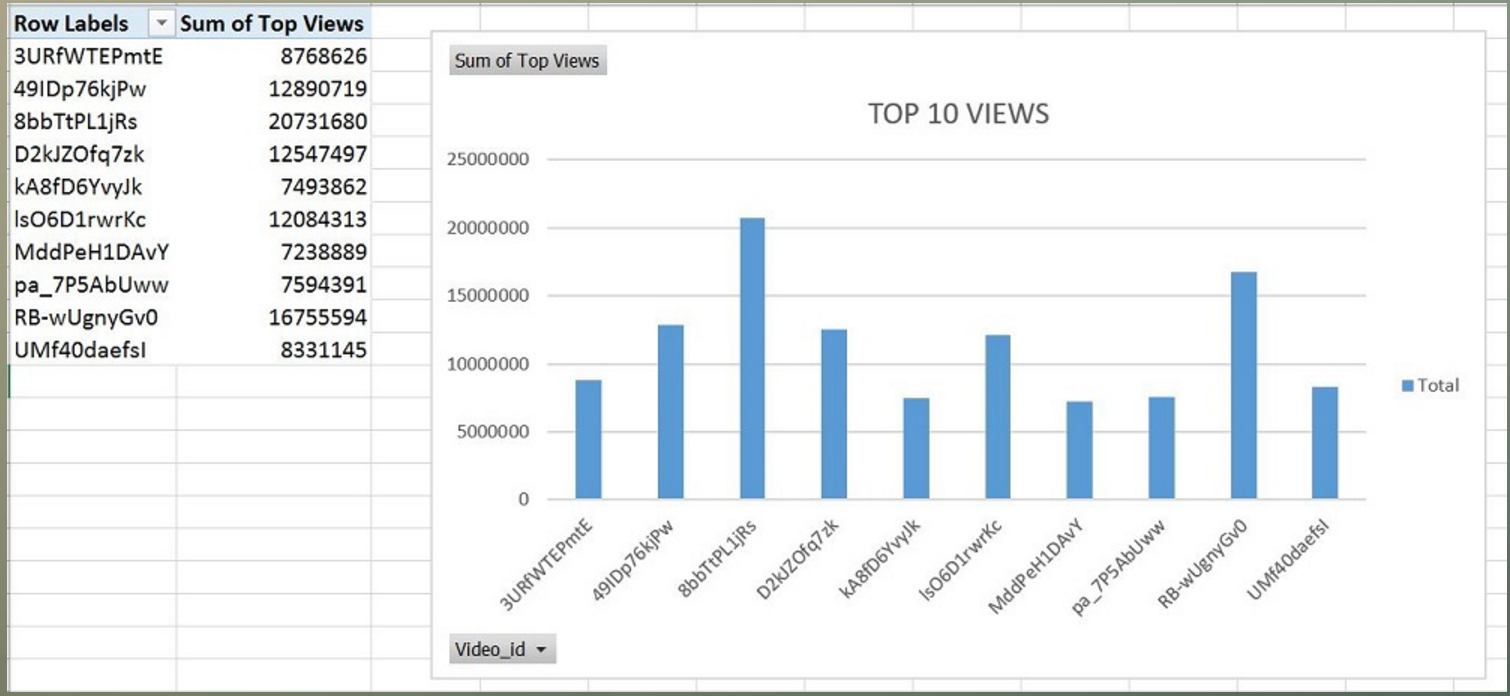 Row Labels Sum of Top Views
3URfWTEPmtE 8768626
49IDp76kjPw 12890719
8bbTtPL1jRs 20731680
D2kJZOfq7zk 12547497
kA8fD6YvyJk 7493862
lsO6D1rwrKc 12084313
MddPeH1DAvY 7238889
pa_7P5AbUww 7594391
RB-wUgnyGv0 16755594
UMf40daefsI 8331145
Sum of Top Views
TOP 10 VIEWS
25000000
20000000
15000000
10000000
5000000
0
3URfWTEPmtE
49IDp76kjPw
8bbTtPL1jRs
D2kJZOfq7zk
kA8fD6YvyJk
lsO6D1rwrKc
MddPeH1DAvY
pa_7P5AbUww
RB-wUgnyGv0
UMf40daefsI
Total
Video_id